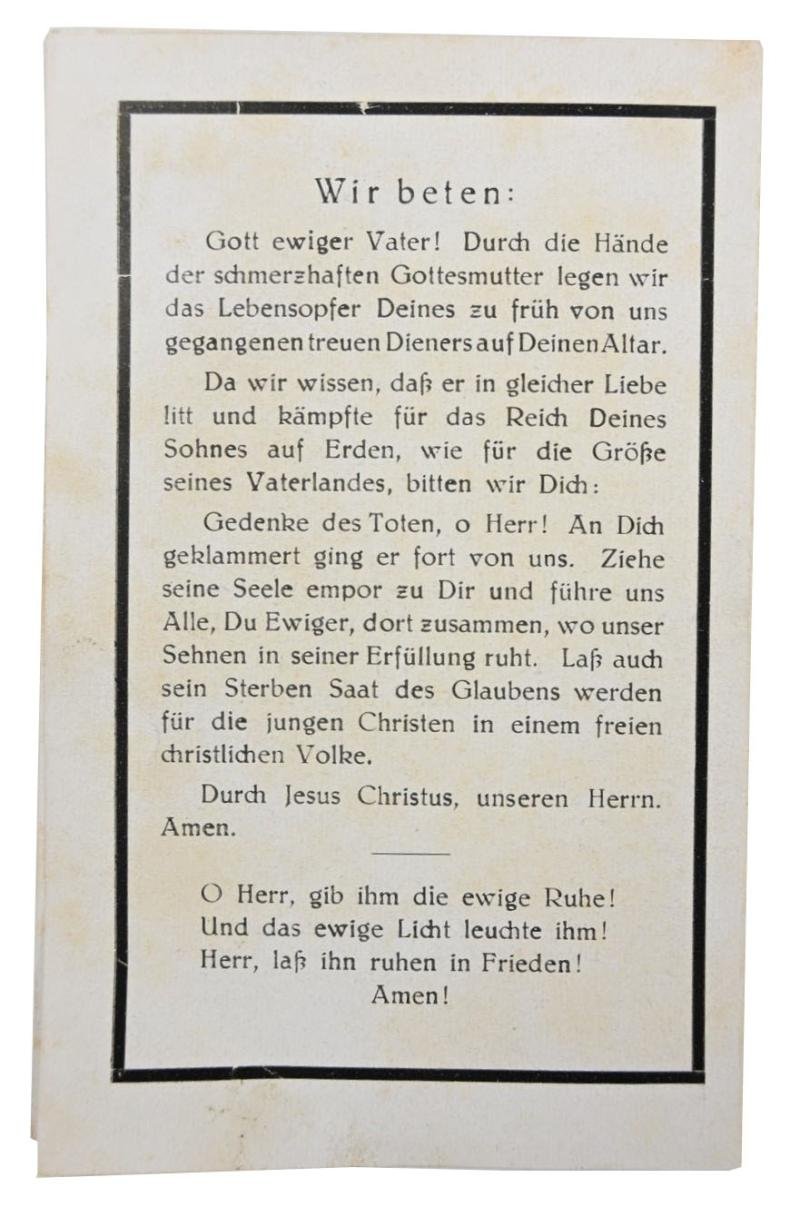 Wir beten:
Gott ewiger Vater! Durch die Hände
der schmerzhaften Gottesmutter legen wir
das Lebensopfer Deines zu früh von uns
gegangenen treuen Dieners auf Deinen Altar.
Da wir wissen, daß er in gleicher Liebe
litt und kämpfte für das Reich Deines
Sohnes auf Erden, wie für die Größe
seines Vaterlandes, bitten wir Dich:
Gedenke des Toten, o Herr! An Dich
geklammert ging er fort von uns. Ziehe
seine Seele empor zu Dir und führe uns
Alle, Du Ewiger, dort zusammen, wo unser
Sehnen in seiner Erfüllung ruht. Laß auch
sein Sterben Saat des Glaubens werden
für die jungen Christen in einem freien
christlichen Volke.
Durch Jesus Christus, unseren Herrn.
Amen.
O Herr, gib ihm die ewige Ruhe!
Und das ewige Licht leuchte ihm!
Herr, laß ihn ruhen in Frieden!
Amen!